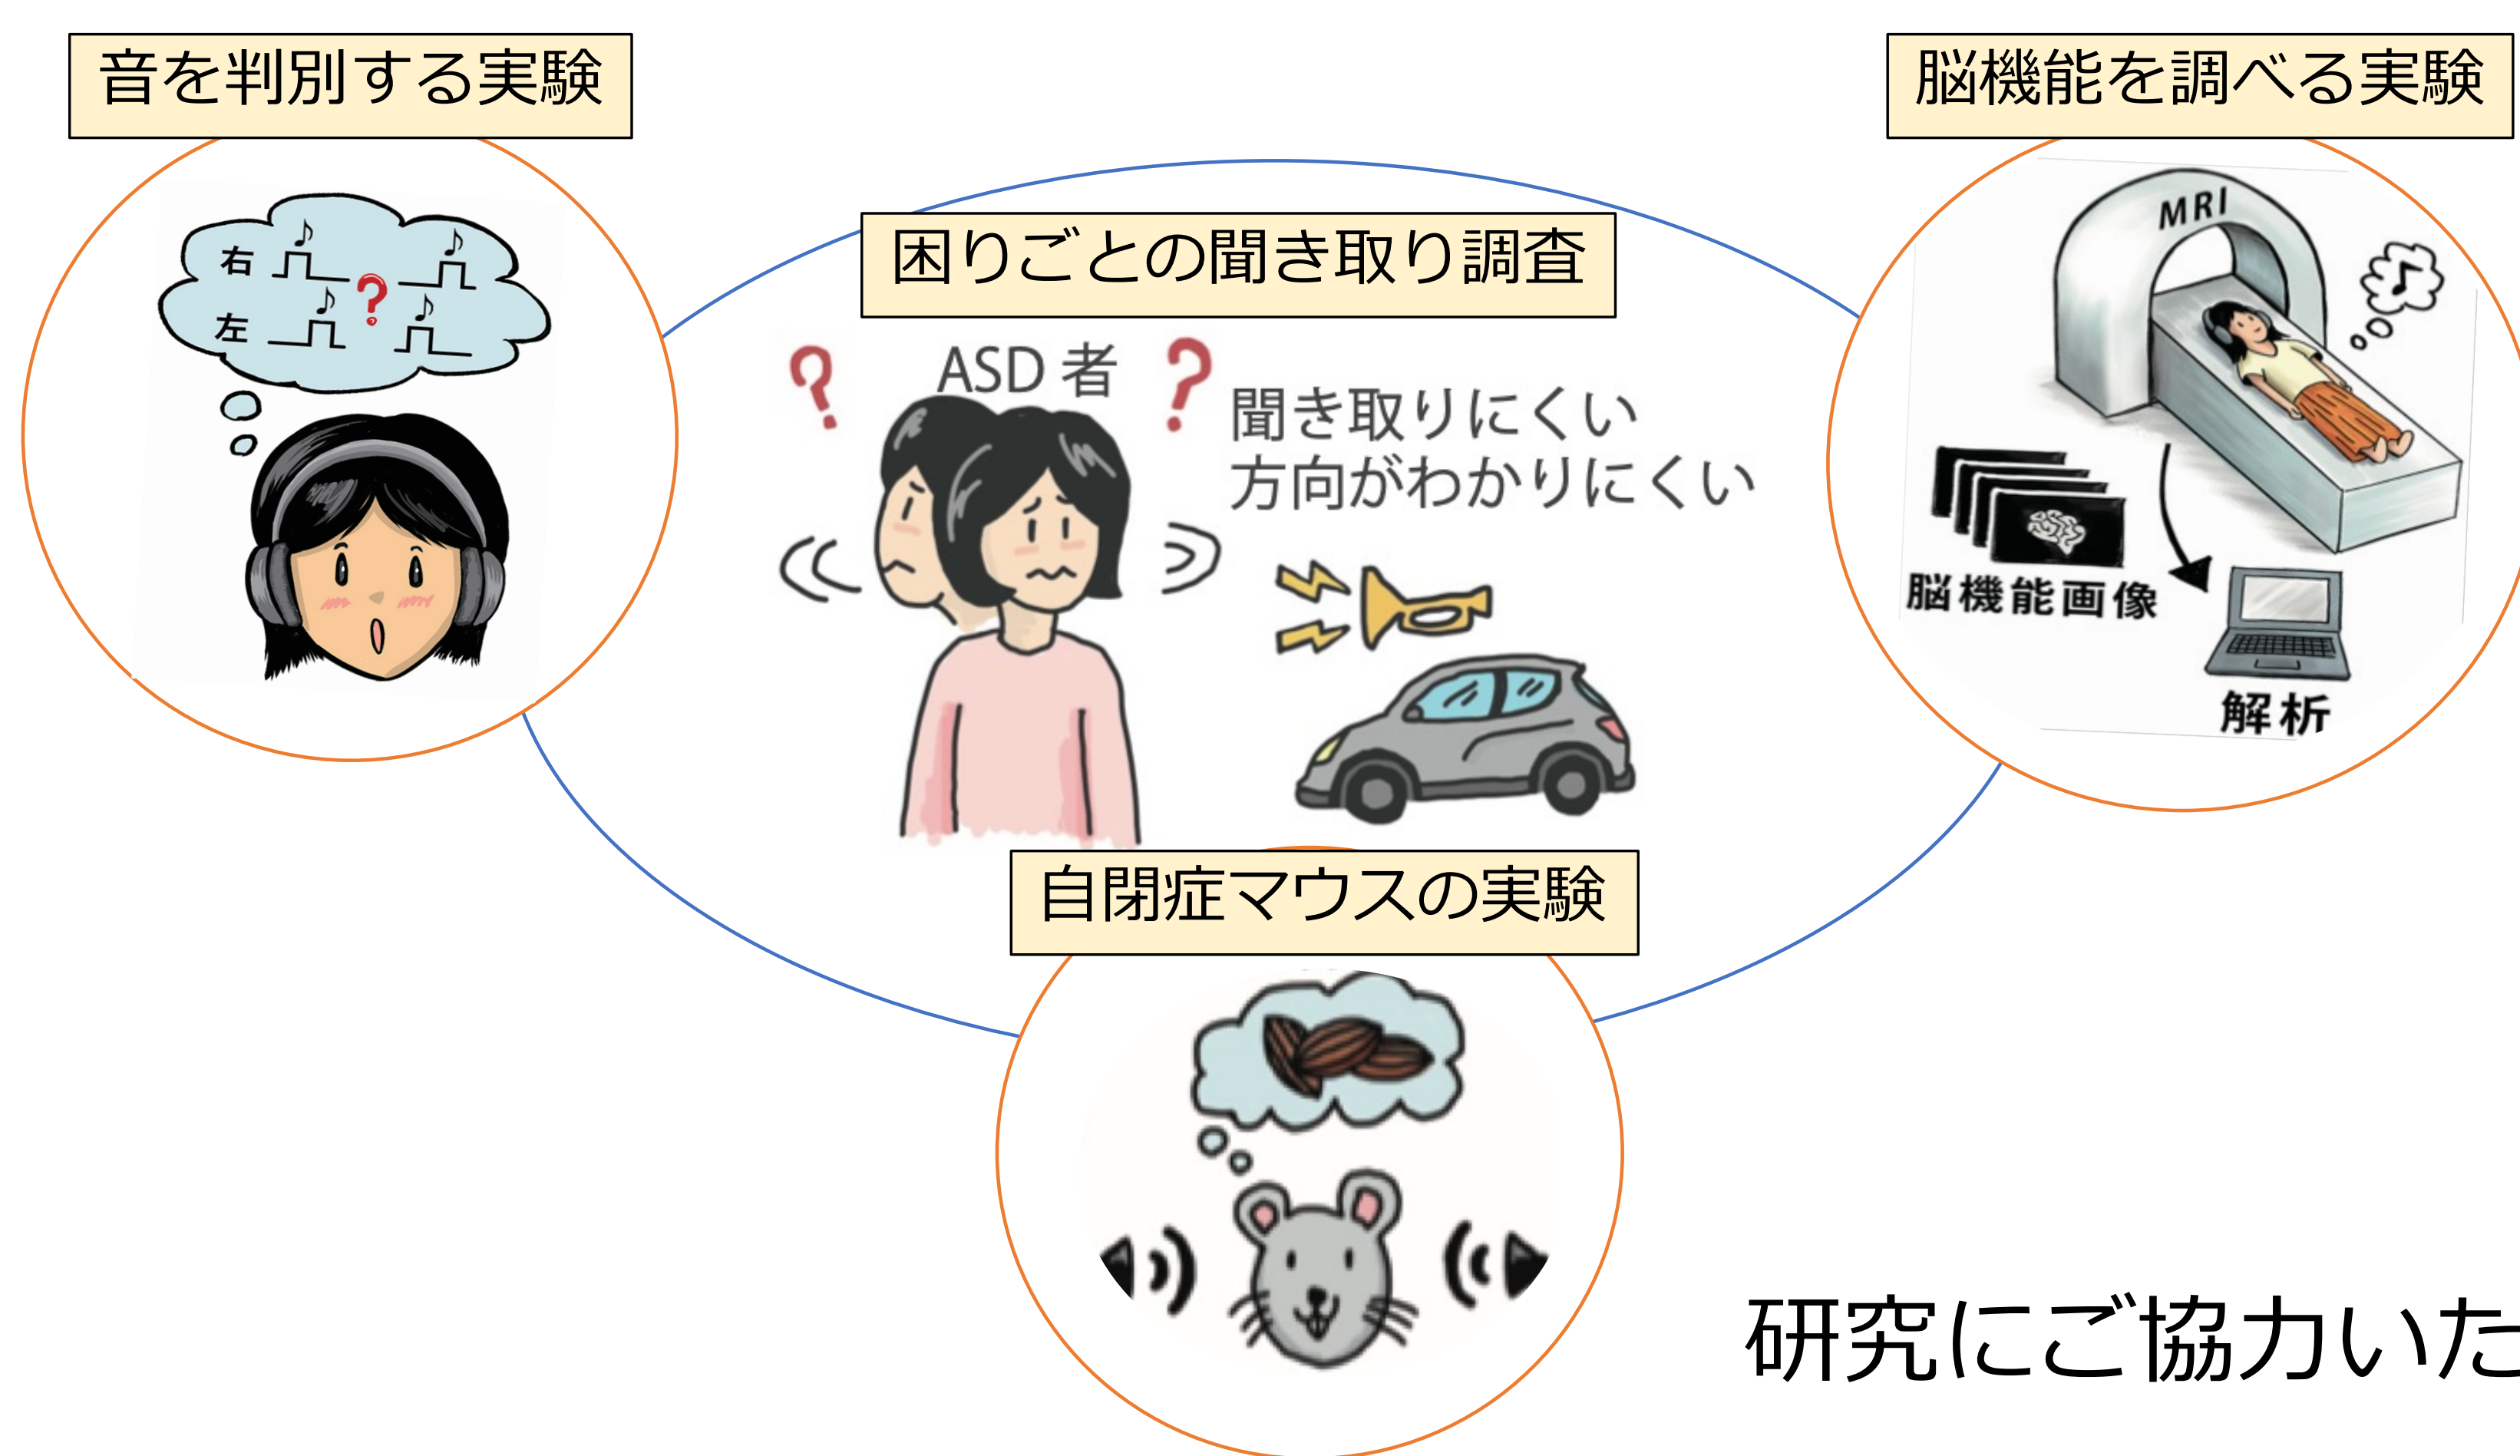 音を判別する実験
脳機能を調べる実験
困りごとの聞き取り調査
右
左
MRI
ASD 者
聞き取りにくい
方向がわかりにくい
脳機能画像
解析
自閉症マウスの実験
研究にご協力いた